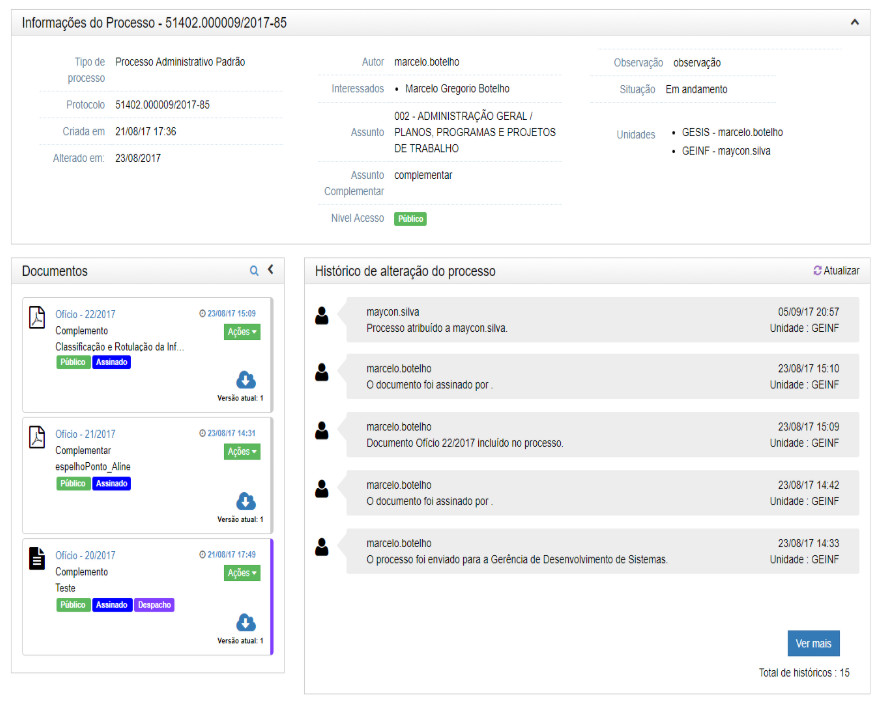 Informações do Processo - 51402.000009/2017-85
Tipo de processo
Processo Administrativo Padrão
Protocolo
51402.000009/2017-85
Criada em
21/08/17 17:36
Alterado em:
23/08/2017
Autor
marcelo.botelho
Interessados
• Marcelo Gregorio Botelho
Assunto
002 - ADMINISTRAÇÃO GERAL /
PLANOS, PROGRAMAS E PROJETOS
DE TRABALHO
Assunto
Complementar
complementar
Nivel Acesso
Público
Observação
observação
Situação
Em andamento
Unidades
• GESIS - marcelo.botelho
• GEINF - maycon.silva
Documentos
Ofício - 22/2017
23/08/17 15:09
Complemento
Ações
Classificação e Rotulação da Inf...
Público Assinado
Versão atual: 1
Ofício - 21/2017
23/08/17 14:31
Complementar
Ações
espelhoPonto_Aline
Público Assinado
Versão atual: 1
Ofício - 20/2017
21/08/17 17:49
Complemento
Ações
Teste
Público Assinado Despacho
Versão atual: 1
Histórico de alteração do processo
Atualizar
maycon.silva
05/09/17 20:57
Processo atribuído a maycon.silva.
Unidade : GEINF
marcelo.botelho
23/08/17 15:10
O documento foi assinado por .
Unidade : GEINF
marcelo.botelho
23/08/17 15:09
Documento Ofício 22/2017 incluído no processo.
Unidade : GEINF
marcelo.botelho
23/08/17 14:42
O documento foi assinado por .
Unidade : GEINF
marcelo.botelho
23/08/17 14:33
O processo foi enviado para a Gerência de Desenvolvimento de Sistemas.
Unidade : GEINF
Ver mais
Total de históricos : 15